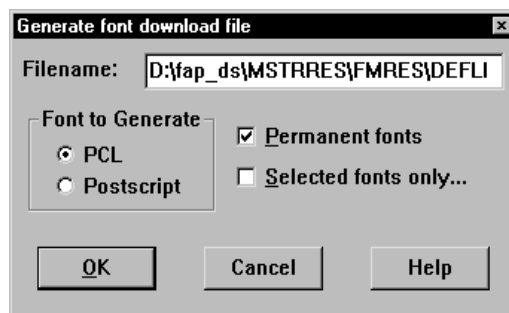 Generate font download file
Filename: D:\fap_ds\MSTRRES\FMRES\DEFLI
Font to Generate
PCL
Postscript
Permanent fonts
Selected fonts only...
OK Cancel Help